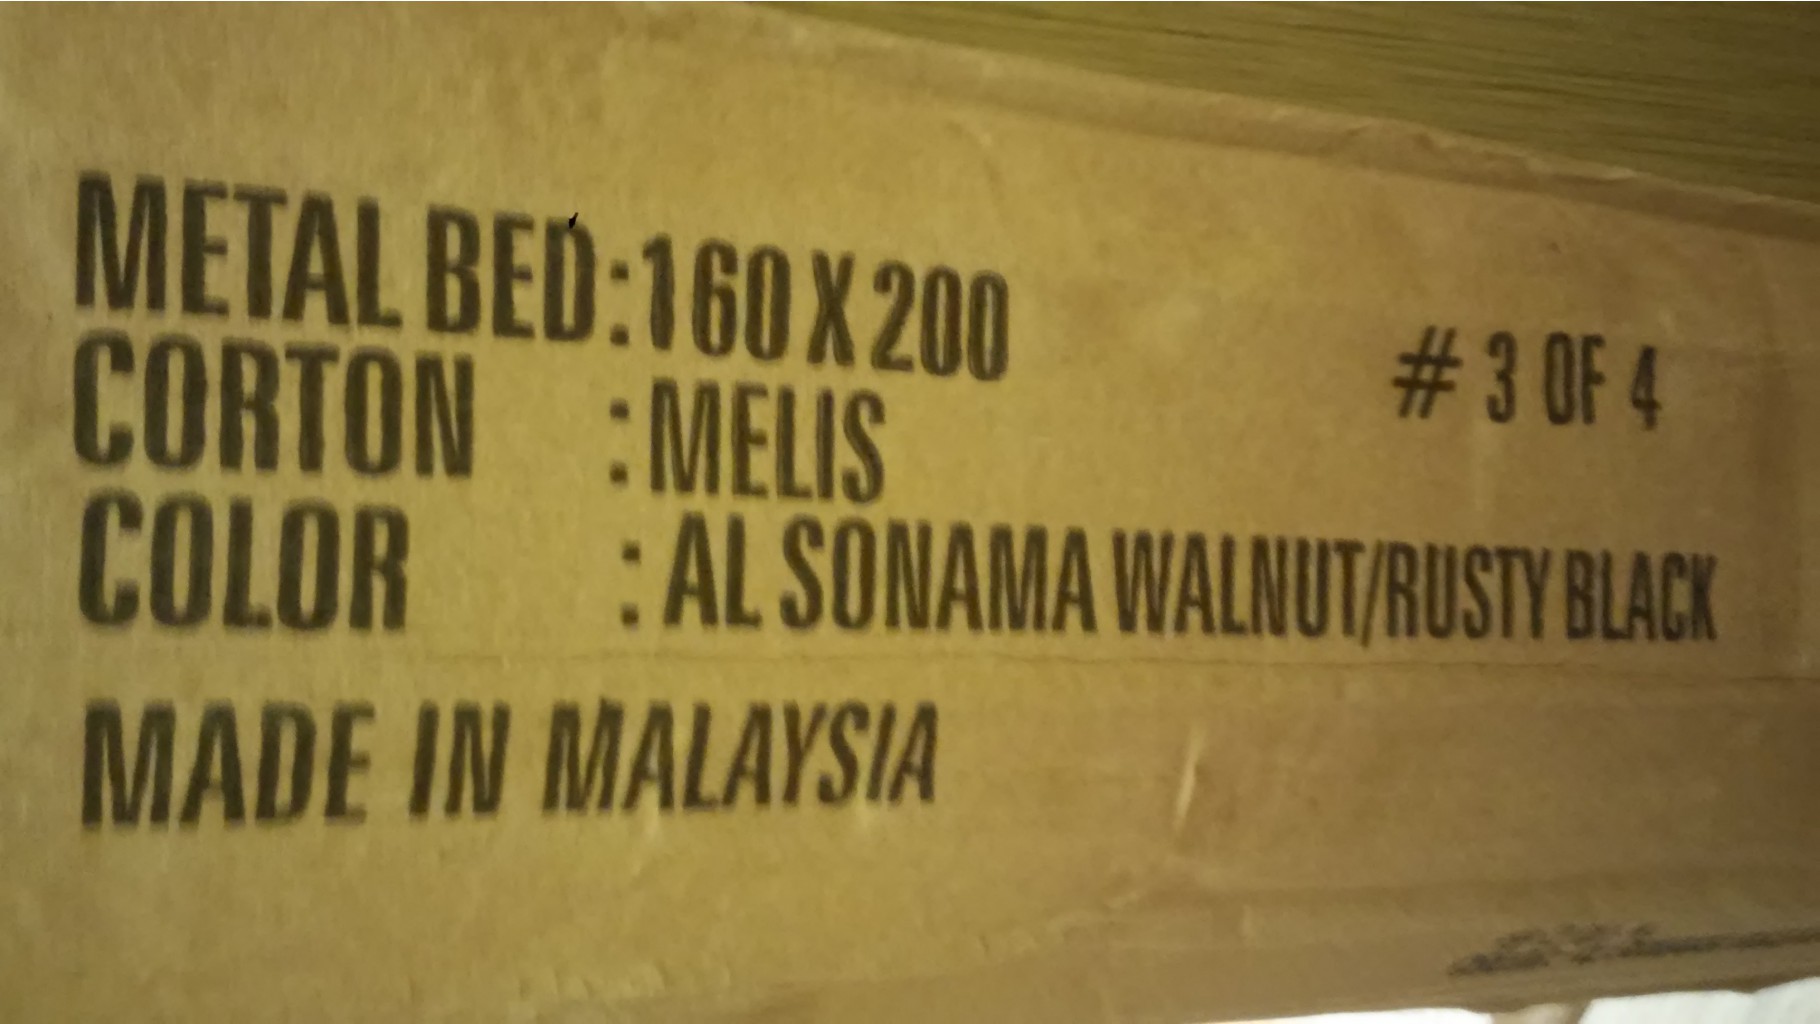 METAL BED:160 X 200
# 3 OF 4
CORTON : MELIS
COLOR : AL SONAMA WALNUT/RUSTY BLACK
MADE IN MALAYSIA